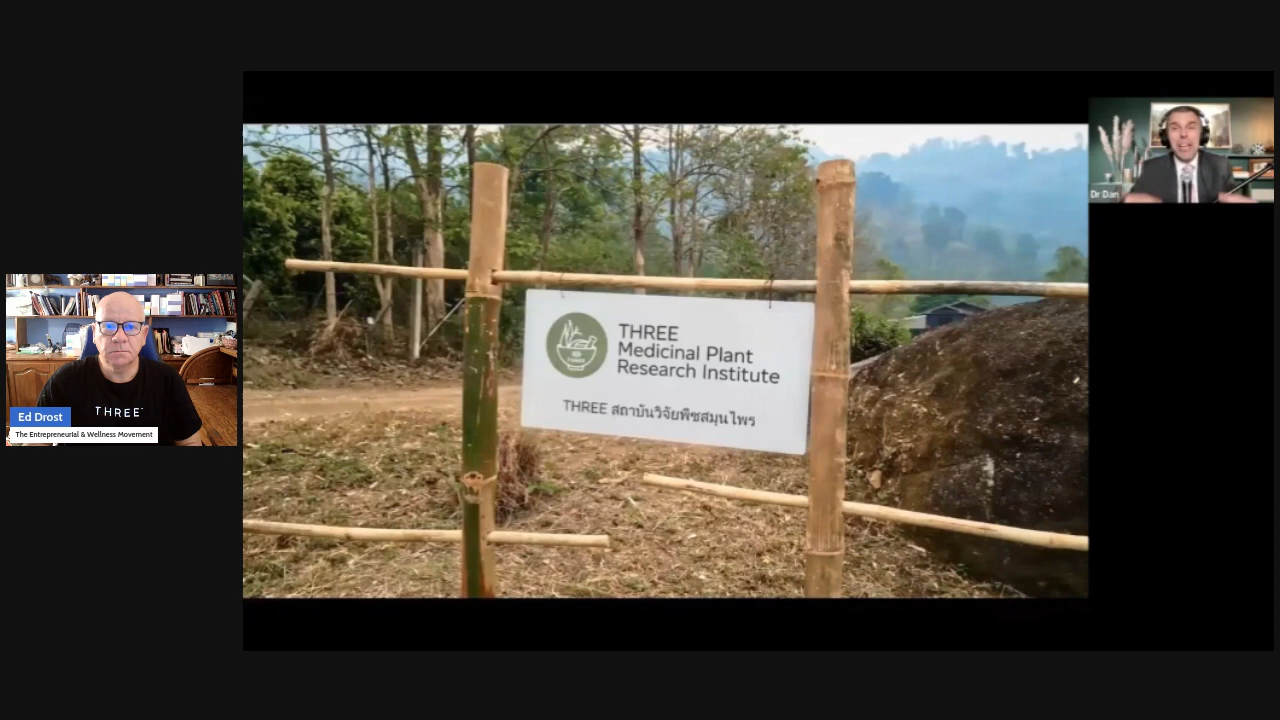 THREE
Medicinal Plant
Research Institute
THREE สถาบันวิจัยพืชสมุนไพร
Dr Dan
THREE
Ed Drost
The Entrepreneurial & Wellness Movement